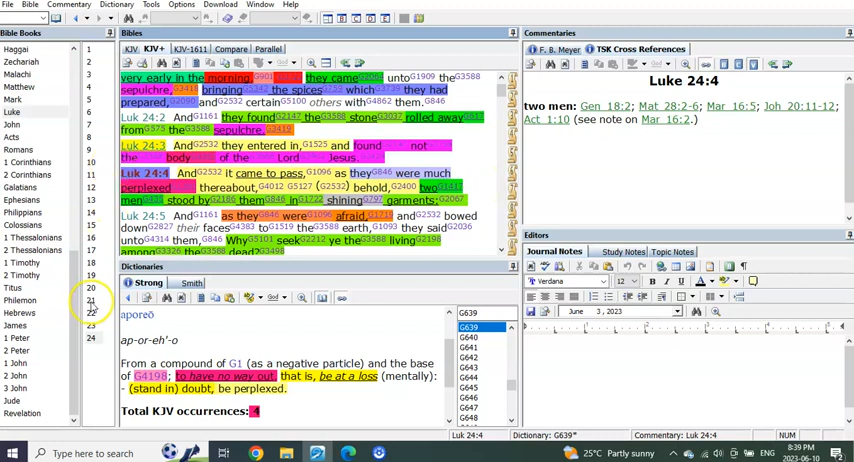 File View Bible Commentary Dictionary Tools Options Download Window Help
Bible Books
Haggai
Zechariah
Malachi
Matthew
Mark
Luke
John
Acts
Romans
1 Corinthians
2 Corinthians
Galatians
Ephesians
Philippians
Colossians
1 Thessalonians
2 Thessalonians
1 Timothy
2 Timothy
Titus
Philemon
Hebrews
James
1 Peter
2 Peter
1 John
2 John
3 John
Jude
Revelation
1
2
3
4
5
6
7
8
9
10
11
12
13
14
15
16
17
18
19
20
21
22
23
24
Bibles
KJV KJV+ KJV-1611 Compare Parallel
very early in the morning, G901 they came G2064 unto G1909 the G3588
sepulchre, G3418 bringing G5342 the spices G759 which G3739 they had
prepared, G2090 and G2532 certain G5100 others with G4862 them. G846
Luk 24:2 And G1161 they found G2147 the G3588 stone G3037 rolled away G617
from G575 the G3588 sepulchre. G3419
Luk 24:3 And G2532 they entered in, G1525 and found not
the body of the Lord Jesus.
Luk 24:4 And G2532 it came to pass, G1096 as they G846 were much
perplexed thereabout, G4012 G5127 (G2532) behold, G2400 two G1417
men G435 stood by G2186 them G846 in G1722 shining G797 garments: G2067
Luk 24:5 And G1161 as they G846 were G1096 afraid, G1719 and G2532 bowed
down G2827 their faces G4383 to G1519 the G3588 earth, G1093 they said G2036
unto G4314 them, G846 Why G5101 seek G2212 ye the G3588 living G2198
among G3326 the G3588 dead? G3498
Dictionaries
Strong Smith
God
G639
aporeō
ap-or-eh'-o
From a compound of G1 (as a negative particle) and the base
of G4198; to have no way out, that is, be at a loss (mentally):
- (stand in) doubt, be perplexed.
Total KJV occurrences: 4
G639
G640
G641
G642
G643
G644
G645
G646
G647
G648
Commentaries
F. B. Meyer TSK Cross References
Luke 24:4
two men: Gen 18:2; Mat 28:2-6; Mar 16:5; Joh 20:11-12;
Act 1:10 (see note on Mar 16:2.)
Editors
Journal Notes Study Notes Topic Notes
Verdana 12 B I U A
June 3, 2023
Luk 24:4 Dictionary: G639* Commentary: Luk 24:4 NUM
Type here to search
25°C Partly sunny
ENG
8:39 PM
2023-06-10
2